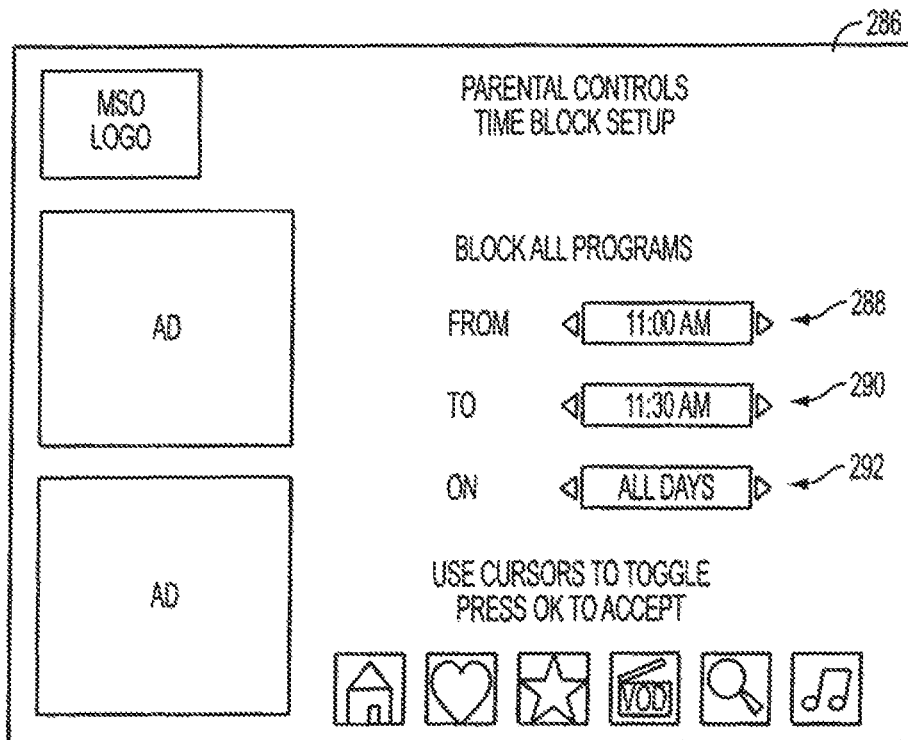 286
MSO
LOGO
PARENTAL CONTROLS
TIME BLOCK SETUP
AD
BLOCK ALL PROGRAMS
FROM 11:00 AM 288
TO 11:30 AM 290
ON ALL DAYS 292
AD
USE CURSORS TO TOGGLE
PRESS OK TO ACCEPT
VOD